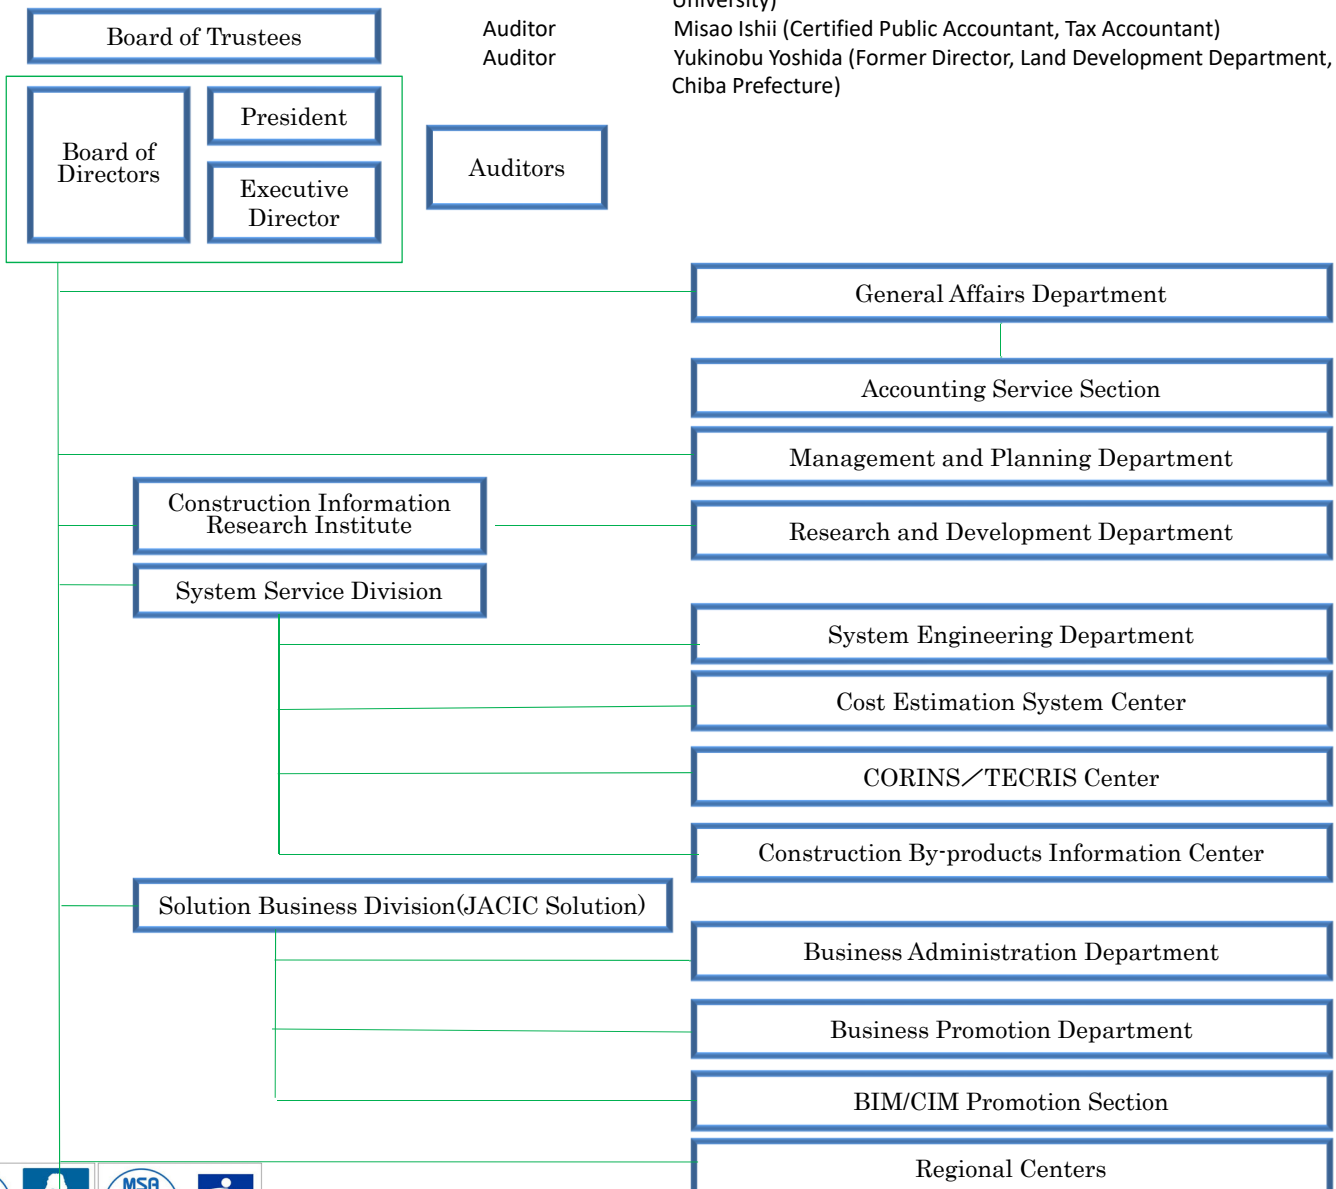 University)
Board of Trustees
Auditor Misao Ishii (Certified Public Accountant, Tax Accountant)
Auditor Yukinobu Yoshida (Former Director, Land Development Department,
Chiba Prefecture)
Board of
Directors
President
Executive
Director
Auditors
General Affairs Department
Accounting Service Section
Management and Planning Department
Construction Information
Research Institute
Research and Development Department
System Service Division
System Engineering Department
Cost Estimation System Center
CORINS／TECRIS Center
Construction By-products Information Center
Solution Business Division(JACIC Solution)
Business Administration Department
Business Promotion Department
BIM/CIM Promotion Section
Regional Centers
MSA